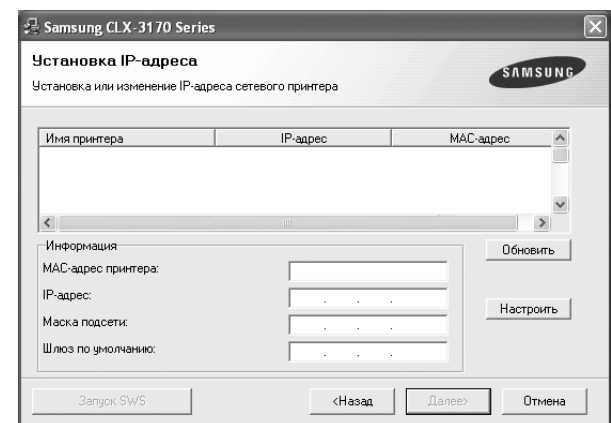 Samsung CLX-3170 Series
Установка IP-адреса
Установка или изменение IP-адреса сетевого принтера
SAMSUNG
Имя принтера IP-адрес MAC-адрес
Информация
Обновить
MAC-адрес принтера:
IP-адрес:
Настроить
Маска подсети:
Шлюз по умолчанию:
Запуск SWS <Назад Далее> Отмена